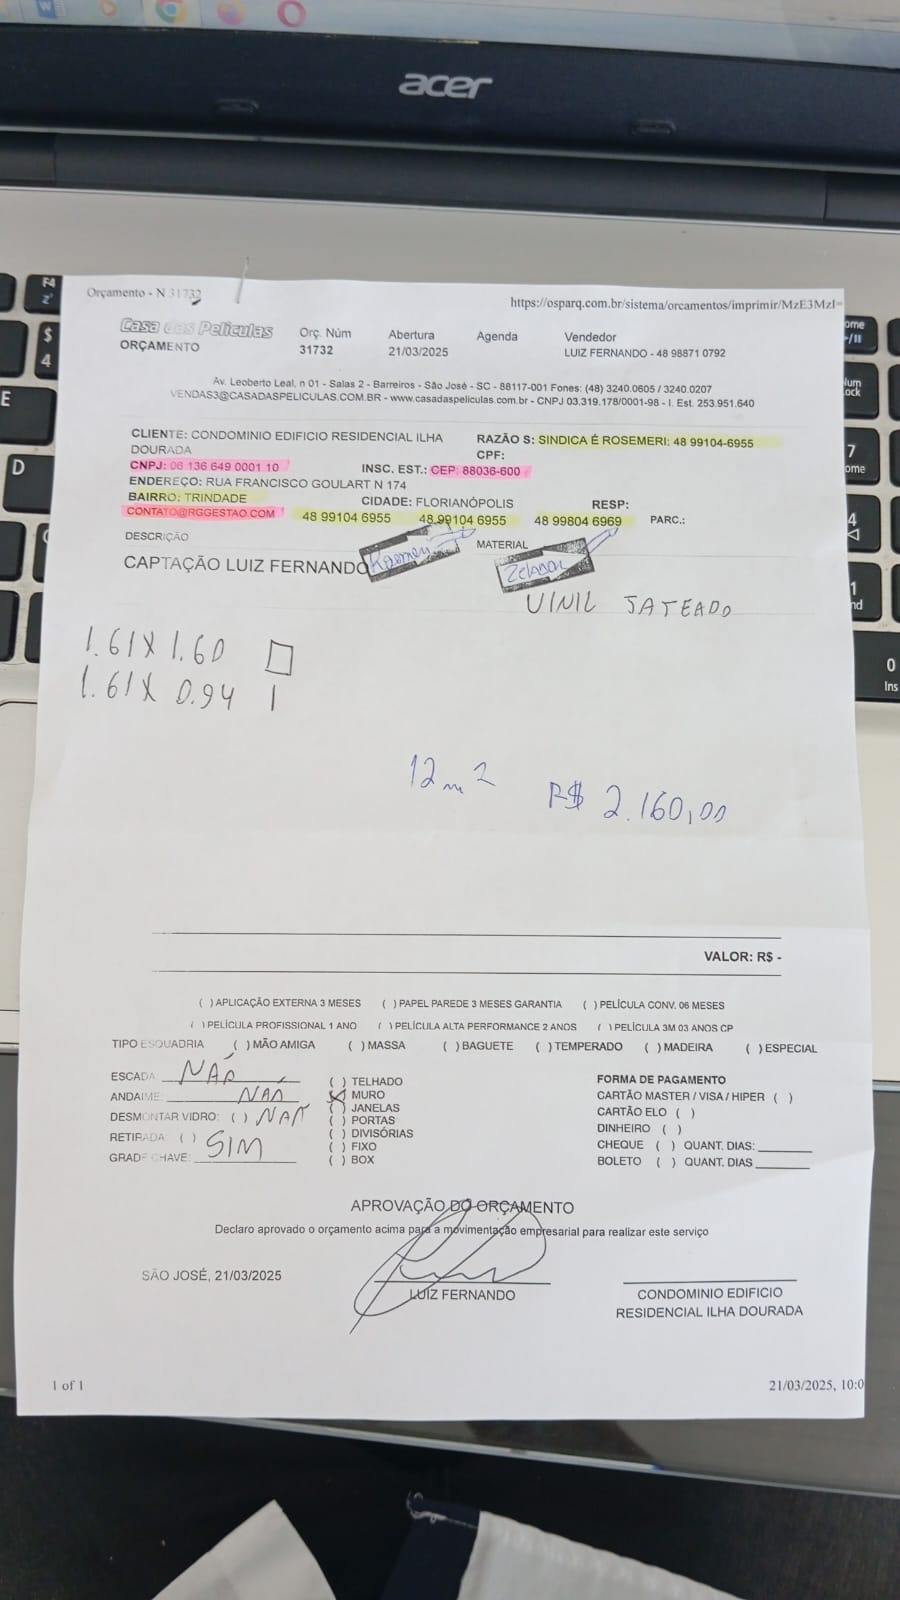 acer
Orçamento - N 31732
https://osparq.com.br/sistema/orcamentos/imprimir/MzE3MzI=
Casa das Películas
ORÇAMENTO
Orç. Núm
31732
Abertura
21/03/2025
Agenda
Vendedor
LUIZ FERNANDO - 48 98871 0792
Av. Leoberto Leal, n 01 - Salas 2 - Barreiros - São José - SC - 88117-001 Fones: (48) 3240.0605 / 3240.0207
VENDAS3@CASADASPELICULAS.COM.BR - www.casadaspeliculas.com.br - CNPJ 03.319.178/0001-98 - I. Est. 253.951.640
CLIENTE: CONDOMINIO EDIFICIO RESIDENCIAL ILHA DOURADA
RAZÃO S: SINDICA É ROSEMERI: 48 99104-6955
CPF:
CNPJ: 06 136 649 0001 10
INSC. EST.: CEP: 88036-600
ENDEREÇO: RUA FRANCISCO GOULART N 174
BAIRRO: TRINDADE
CIDADE: FLORIANÓPOLIS
RESP:
CONTATO@RGGESTAO.COM
48 99104 6955
48 99104 6955
48 99804 6969
PARC.:
DESCRIÇÃO
MATERIAL
CAPTAÇÃO LUIZ FERNANDO
Zelador
VINIL JATEADO
1.61 X 1.60
1.61 X 0.94 1
12 m2
R$ 2.160,00
VALOR: R$ -
( ) APLICAÇÃO EXTERNA 3 MESES ( ) PAPEL PAREDE 3 MESES GARANTIA ( ) PELÍCULA CONV. 06 MESES
( ) PELÍCULA PROFISSIONAL 1 ANO ( ) PELÍCULA ALTA PERFORMANCE 2 ANOS ( ) PELÍCULA 3M 03 ANOS CP
TIPO ESQUADRIA ( ) MÃO AMIGA ( ) MASSA ( ) BAGUETE ( ) TEMPERADO ( ) MADEIRA ( ) ESPECIAL
ESCADA NÃO
ANDAIME: NÃO
DESMONTAR VIDRO: ( ) NÃO
RETIRADA: ( ) SIM
GRADE CHAVE:
( ) TELHADO
(X) MURO
( ) JANELAS
( ) PORTAS
( ) DIVISÓRIAS
( ) FIXO
( ) BOX
FORMA DE PAGAMENTO
CARTÃO MASTER / VISA / HIPER ( )
CARTÃO ELO ( )
DINHEIRO ( )
CHEQUE ( ) QUANT. DIAS:
BOLETO ( ) QUANT. DIAS
APROVAÇÃO DO ORÇAMENTO
Declaro aprovado o orçamento acima para a movimentação empresarial para realizar este serviço
SÃO JOSÉ, 21/03/2025
LUIZ FERNANDO
CONDOMINIO EDIFICIO
RESIDENCIAL ILHA DOURADA
1 of 1
21/03/2025, 10:0